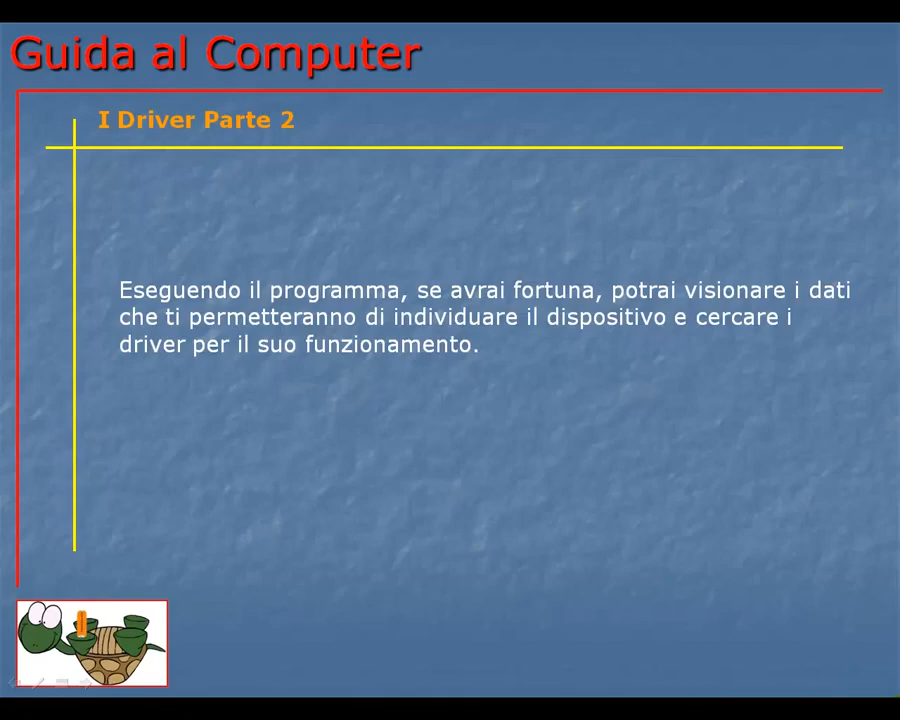 Guida al Computer
I Driver Parte 2
Eseguendo il programma, se avrai fortuna, potrai visionare i dati
che ti permetteranno di individuare il dispositivo e cercare i
driver per il suo funzionamento.